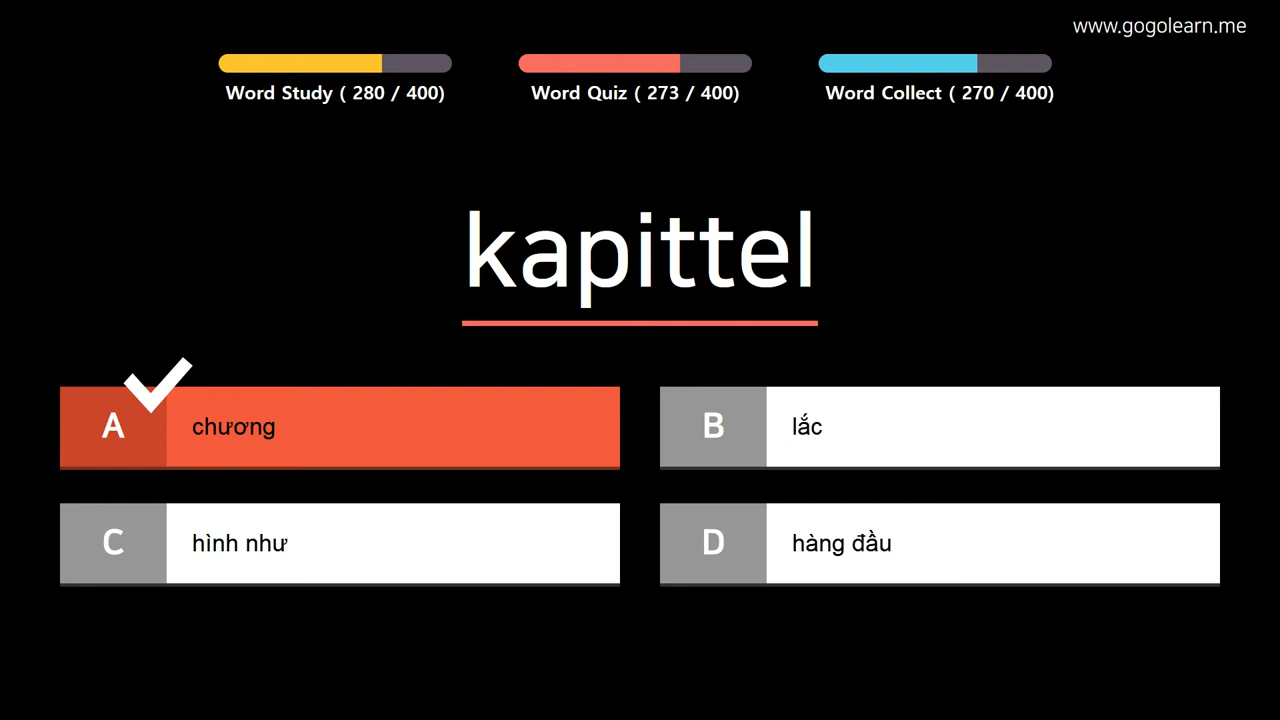 www.gogolearn.me
Word Study ( 280 / 400)
Word Quiz ( 273 / 400)
Word Collect ( 270 / 400)
kapittel
A chương
B lắc
C hình như
D hàng đầu